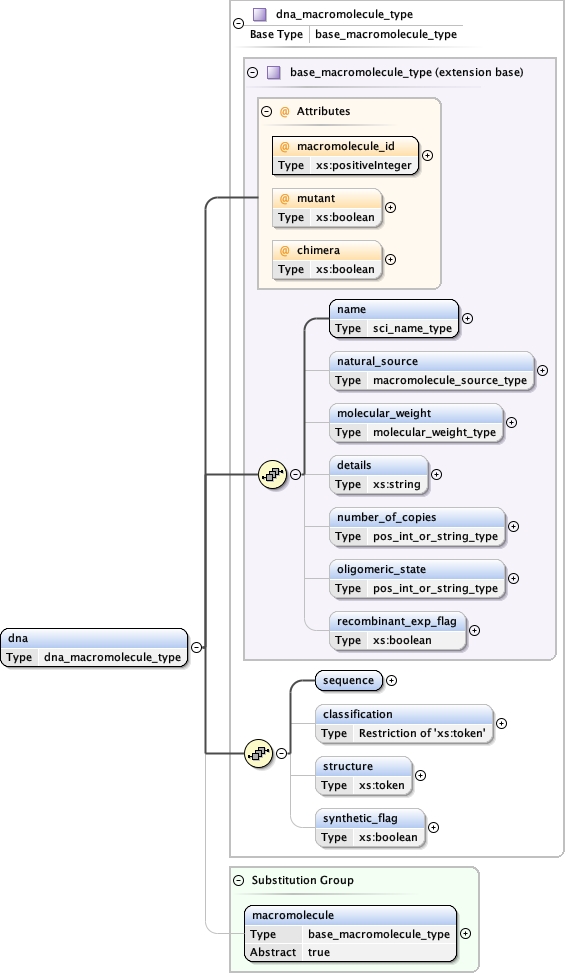 dna_macromolecule_type
Base Type base_macromolecule_type
base_macromolecule_type (extension base)
@ Attributes
@ macromolecule_id
Type xs:positiveInteger
@ mutant
Type xs:boolean
@ chimera
Type xs:boolean
name
Type sci_name_type
natural_source
Type macromolecule_source_type
molecular_weight
Type molecular_weight_type
details
Type xs:string
number_of_copies
Type pos_int_or_string_type
oligomeric_state
Type pos_int_or_string_type
recombinant_exp_flag
Type xs:boolean
dna
Type dna_macromolecule_type
sequence
classification
Type Restriction of 'xs:token'
structure
Type xs:token
synthetic_flag
Type xs:boolean
Substitution Group
macromolecule
Type base_macromolecule_type
Abstract true